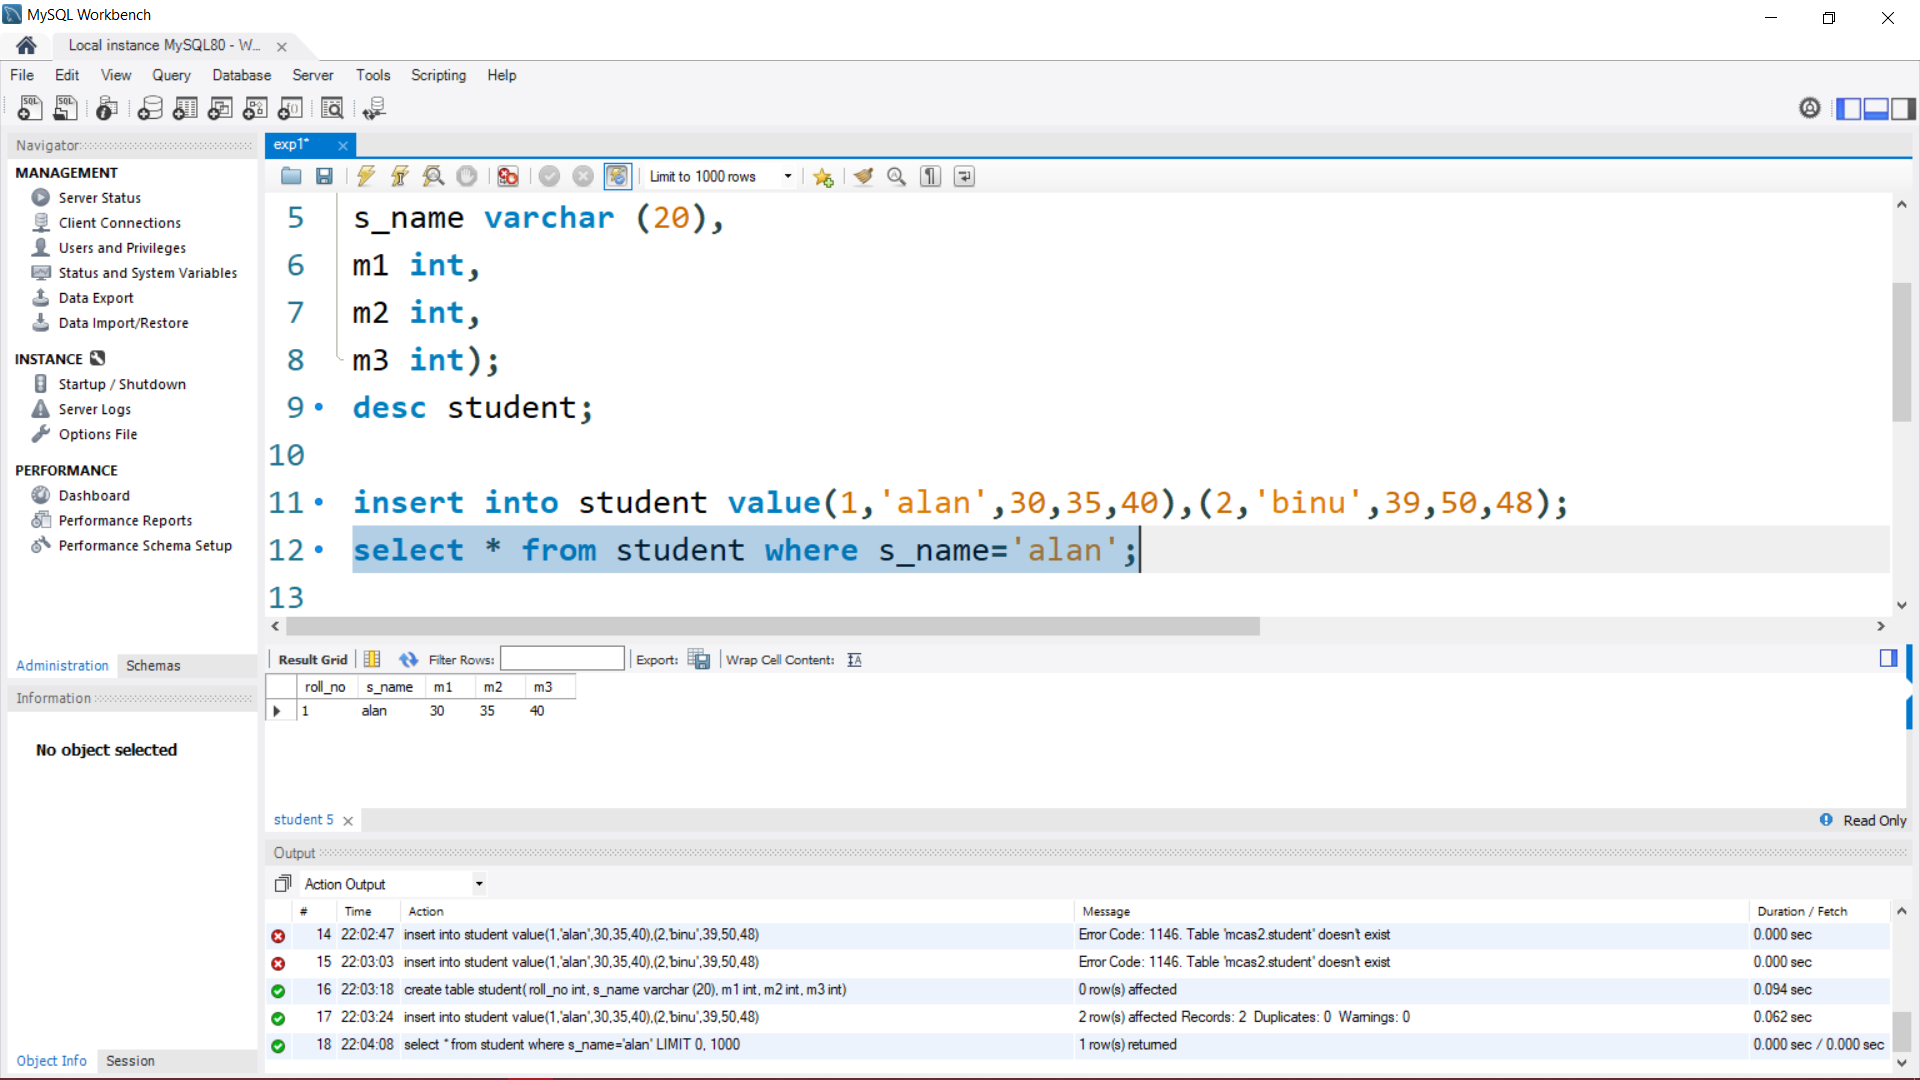 MySQL Workbench
Local instance MySQL80 - W...
File Edit View Query Database Server Tools Scripting Help
Navigator
MANAGEMENT
Server Status
Client Connections
Users and Privileges
Status and System Variables
Data Export
Data Import/Restore
INSTANCE
Startup / Shutdown
Server Logs
Options File
PERFORMANCE
Dashboard
Performance Reports
Performance Schema Setup
Administration Schemas
Information
No object selected
Object Info Session
exp1*
Limit to 1000 rows
5 s_name varchar (20),
6 m1 int,
7 m2 int,
8 m3 int);
9 desc student;
10
11 insert into student value(1,'alan',30,35,40),(2,'binu',39,50,48);
12 select * from student where s_name='alan';
13
Result Grid Filter Rows: Export: Wrap Cell Content:
roll_no s_name m1 m2 m3
1 alan 30 35 40
student 5
Read Only
Output
Action Output
# Time Action Message Duration / Fetch
14 22:02:47 insert into student value(1,'alan',30,35,40),(2,'binu',39,50,48) Error Code: 1146. Table 'mcas2.student' doesn't exist 0.000 sec
15 22:03:03 insert into student value(1,'alan',30,35,40),(2,'binu',39,50,48) Error Code: 1146. Table 'mcas2.student' doesn't exist 0.000 sec
16 22:03:18 create table student( roll_no int, s_name varchar (20), m1 int, m2 int, m3 int) 0 row(s) affected 0.094 sec
17 22:03:24 insert into student value(1,'alan',30,35,40),(2,'binu',39,50,48) 2 row(s) affected Records: 2 Duplicates: 0 Warnings: 0 0.062 sec
18 22:04:08 select * from student where s_name='alan' LIMIT 0, 1000 1 row(s) returned 0.000 sec / 0.000 sec